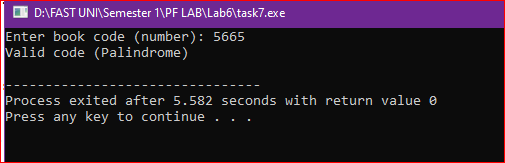 D:\FAST UNI\Semester 1\PF LAB\Lab6\task7.exe
Enter book code (number): 5665
Valid code (Palindrome)
--------------------------------
Process exited after 5.582 seconds with return value 0
Press any key to continue . . .